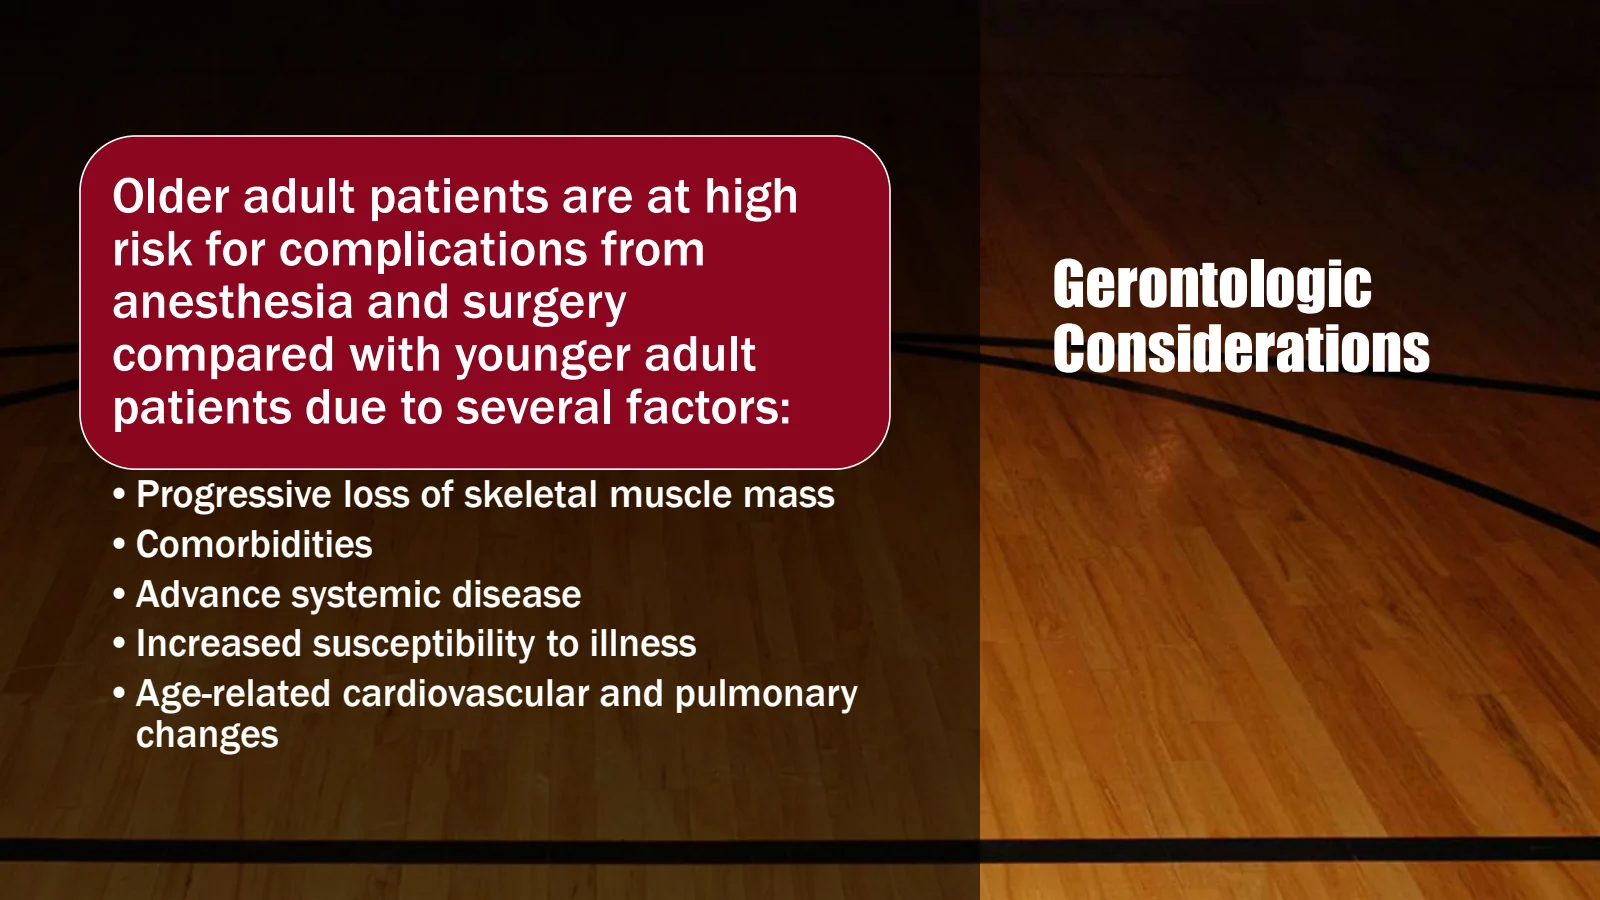 Older adult patients are at high
risk for complications from
anesthesia and surgery
compared with younger adult
patients due to several factors:
• Progressive loss of skeletal muscle mass
• Comorbidities
• Advance systemic disease
• Increased susceptibility to illness
• Age-related cardiovascular and pulmonary
changes
Gerontologic
Considerations